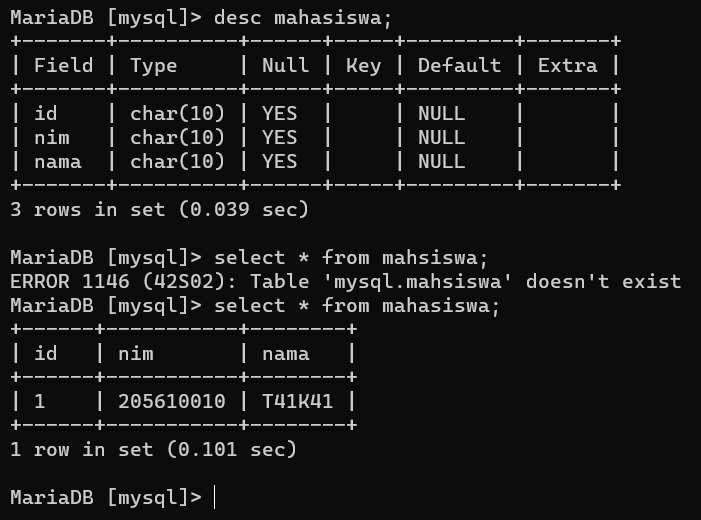 MariaDB [mysql]> desc mahasiswa;
+-------+----------+------+-----+---------+-------+
| Field | Type     | Null | Key | Default | Extra |
+-------+----------+------+-----+---------+-------+
| id    | char(10) | YES  |     | NULL    |       |
| nim   | char(10) | YES  |     | NULL    |       |
| nama  | char(10) | YES  |     | NULL    |       |
+-------+----------+------+-----+---------+-------+
3 rows in set (0.039 sec)

MariaDB [mysql]> select * from mahsiswa;
ERROR 1146 (42S02): Table 'mysql.mahsiswa' doesn't exist
MariaDB [mysql]> select * from mahasiswa;
+------+-----------+--------+
| id   | nim       | nama   |
+------+-----------+--------+
| 1    | 205610010 | T41K41 |
+------+-----------+--------+
1 row in set (0.101 sec)

MariaDB [mysql]>